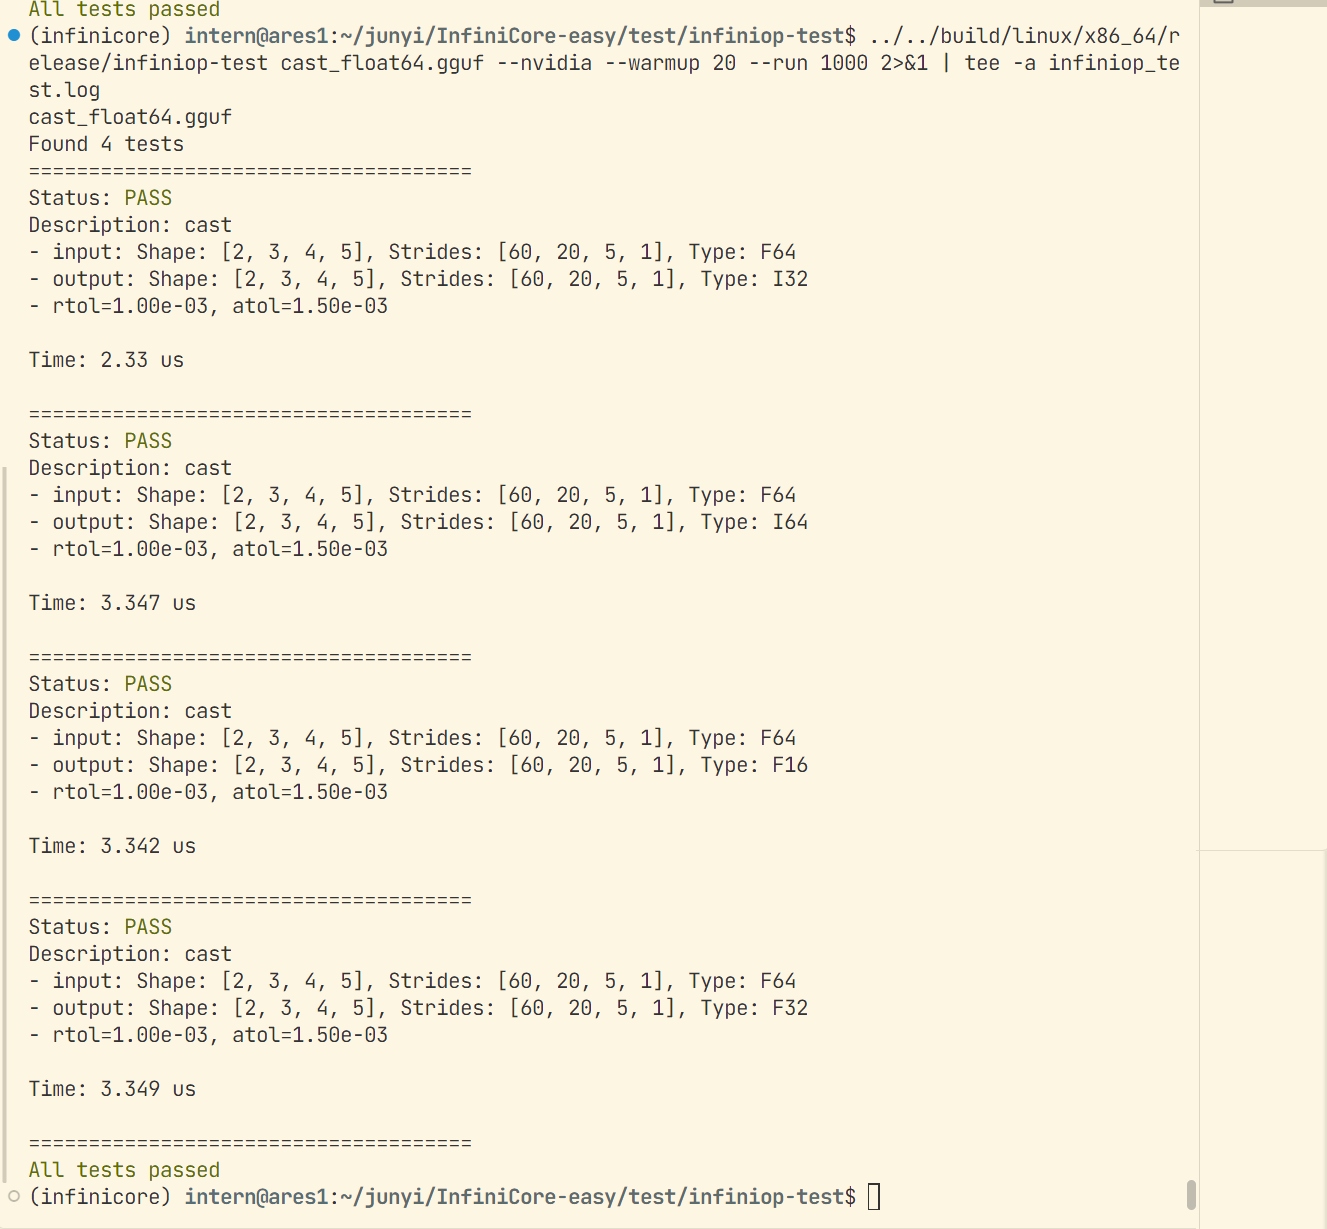 All tests passed
(infinicore) intern@ares1:~/junyi/InfiniCore-easy/test/infiniop-test$ ../../build/linux/x86_64/r
elease/infiniop-test cast_float64.gguf --nvidia --warmup 20 --run 1000 2>&1 | tee -a infiniop_te
st.log
cast_float64.gguf
Found 4 tests
=====================================
Status: PASS
Description: cast
- input: Shape: [2, 3, 4, 5], Strides: [60, 20, 5, 1], Type: F64
- output: Shape: [2, 3, 4, 5], Strides: [60, 20, 5, 1], Type: I32
- rtol=1.00e-03, atol=1.50e-03
Time: 2.33 us
=====================================
Status: PASS
Description: cast
- input: Shape: [2, 3, 4, 5], Strides: [60, 20, 5, 1], Type: F64
- output: Shape: [2, 3, 4, 5], Strides: [60, 20, 5, 1], Type: I64
- rtol=1.00e-03, atol=1.50e-03
Time: 3.347 us
=====================================
Status: PASS
Description: cast
- input: Shape: [2, 3, 4, 5], Strides: [60, 20, 5, 1], Type: F64
- output: Shape: [2, 3, 4, 5], Strides: [60, 20, 5, 1], Type: F16
- rtol=1.00e-03, atol=1.50e-03
Time: 3.342 us
=====================================
Status: PASS
Description: cast
- input: Shape: [2, 3, 4, 5], Strides: [60, 20, 5, 1], Type: F64
- output: Shape: [2, 3, 4, 5], Strides: [60, 20, 5, 1], Type: F32
- rtol=1.00e-03, atol=1.50e-03
Time: 3.349 us
=====================================
All tests passed
(infinicore) intern@ares1:~/junyi/InfiniCore-easy/test/infiniop-test$